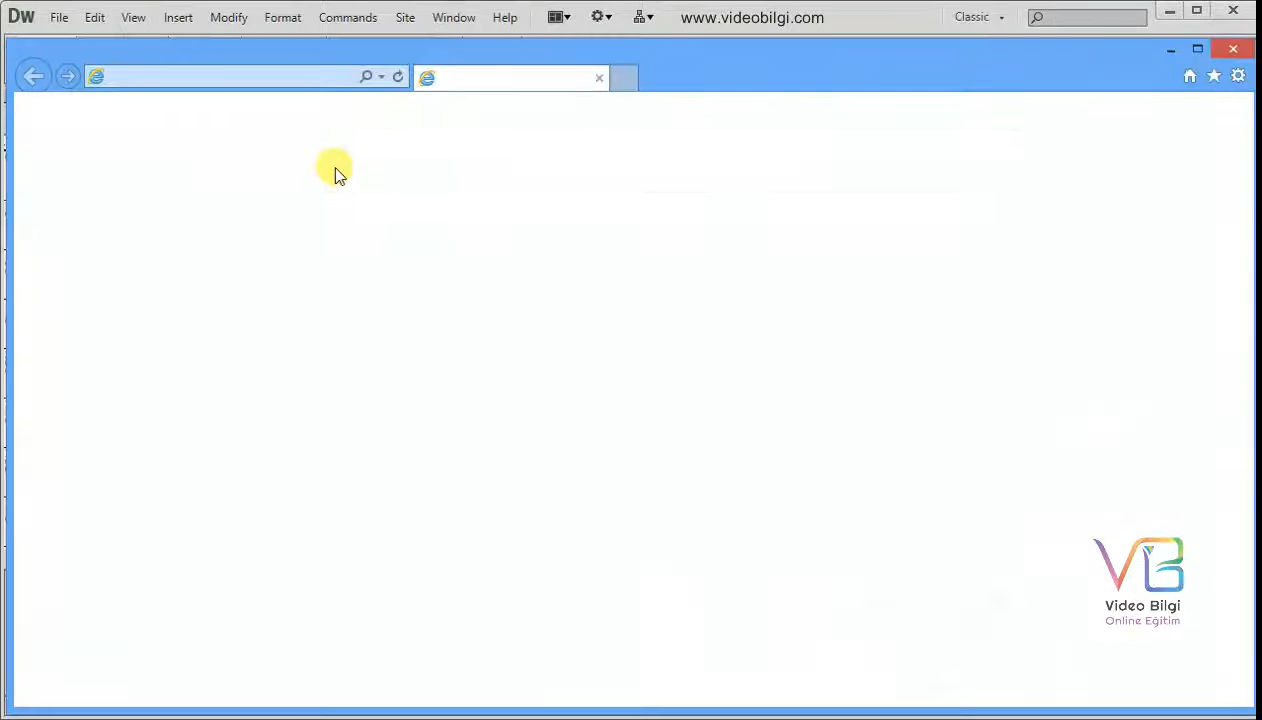 Dw File Edit View Insert Modify Format Commands Site Window Help www.videobilgi.com Classic
VB
Video Bilgi
Online Eğitim